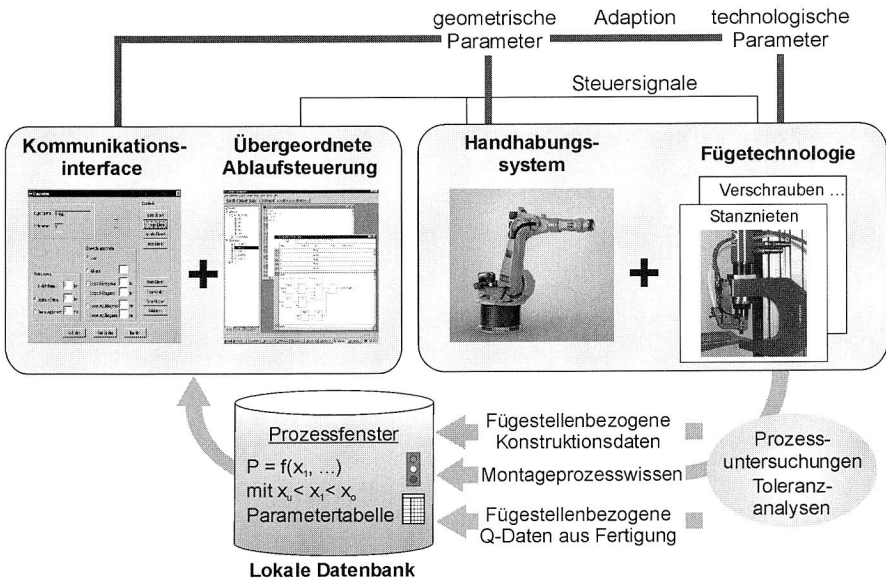 geometrische
Parameter
Adaption
technologische
Parameter
Steuersignale
Kommunikations-
interface
Übergeordnete
Ablaufsteuerung
Handhabungs-
system
Fügetechnologie
Verschrauben ...
Stanznieten
Prozessfenster
P = f(x₁, ...)
mit xᵤ< x₁< xₒ
Parametertabelle
Lokale Datenbank
Fügestellenbezogene
Konstruktionsdaten
Montageprozesswissen
Fügestellenbezogene
Q-Daten aus Fertigung
Prozess-
untersuchungen
Toleranz-
analysen